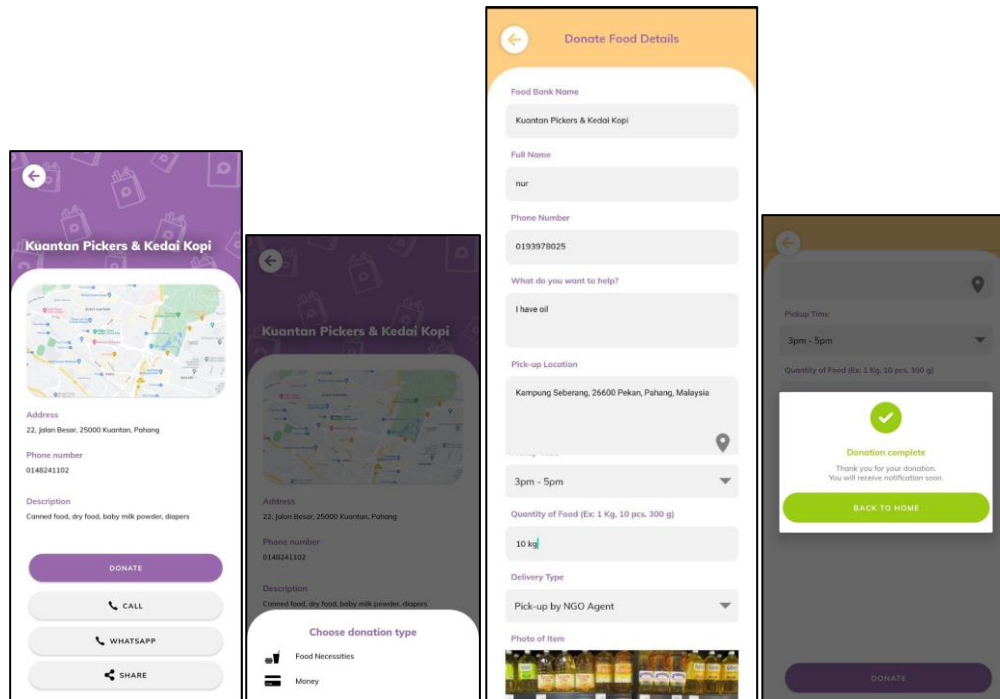 Kuantan Pickers & Kedai Kopi
Address
22, Jalan Besar, 25000 Kuantan, Pahang
Phone number
0148241102
Description
Canned food, dry food, baby milk powder, diapers
DONATE
CALL
WHATSAPP
SHARE
Kuantan Pickers & Kedai Kopi
Address
22, Jalan Besar, 25000 Kuantan, Pahang
Phone number
0148241102
Description
Canned food, dry food, baby milk powder, diapers
Choose donation type
Food Necessities
Money
Donate Food Details
Food Bank Name
Kuantan Pickers & Kedai Kopi
Full Name
nur
Phone Number
0193978025
What do you want to help?
I have oil
Pick-up Location
Kampung Seberang, 26600 Pekan, Pahang, Malaysia
3pm - 5pm
Quantity of Food (Ex: 1 Kg, 10 pcs, 300 g)
10 kg
Delivery Type
Pick-up by NGO Agent
Photo of Item
Pickup Time
3pm - 5pm
Quantity of Food (Ex: 1 Kg, 10 pcs, 300 g)
Donation complete
Thank you for your donation.
You will receive notification soon.
BACK TO HOME
DONATE